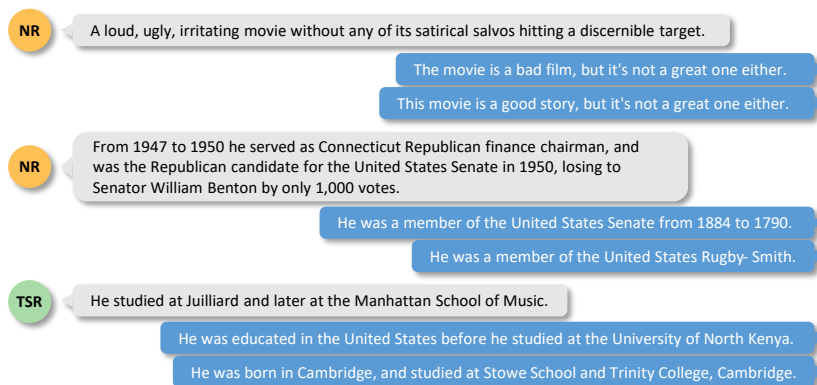 NR
A loud, ugly, irritating movie without any of its satirical salvos hitting a discernible target.
The movie is a bad film, but it's not a great one either.
This movie is a good story, but it's not a great one either.
NR
From 1947 to 1950 he served as Connecticut Republican finance chairman, and
was the Republican candidate for the United States Senate in 1950, losing to
Senator William Benton by only 1,000 votes.
He was a member of the United States Senate from 1884 to 1790.
He was a member of the United States Rugby- Smith.
TSR
He studied at Juilliard and later at the Manhattan School of Music.
He was educated in the United States before he studied at the University of North Kenya.
He was born in Cambridge, and studied at Stowe School and Trinity College, Cambridge.